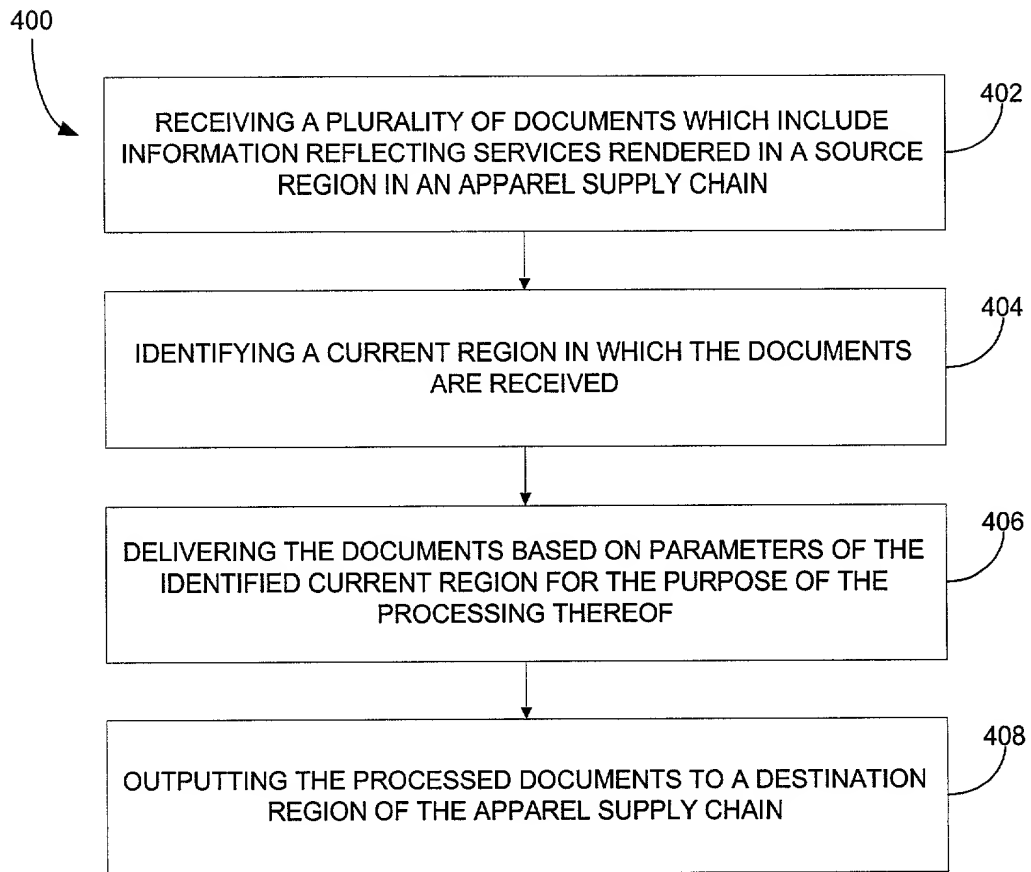 400
402
RECEIVING A PLURALITY OF DOCUMENTS WHICH INCLUDE
INFORMATION REFLECTING SERVICES RENDERED IN A SOURCE
REGION IN AN APPAREL SUPPLY CHAIN
404
IDENTIFYING A CURRENT REGION IN WHICH THE DOCUMENTS
ARE RECEIVED
406
DELIVERING THE DOCUMENTS BASED ON PARAMETERS OF THE
IDENTIFIED CURRENT REGION FOR THE PURPOSE OF THE
PROCESSING THEREOF
408
OUTPUTTING THE PROCESSED DOCUMENTS TO A DESTINATION
REGION OF THE APPAREL SUPPLY CHAIN